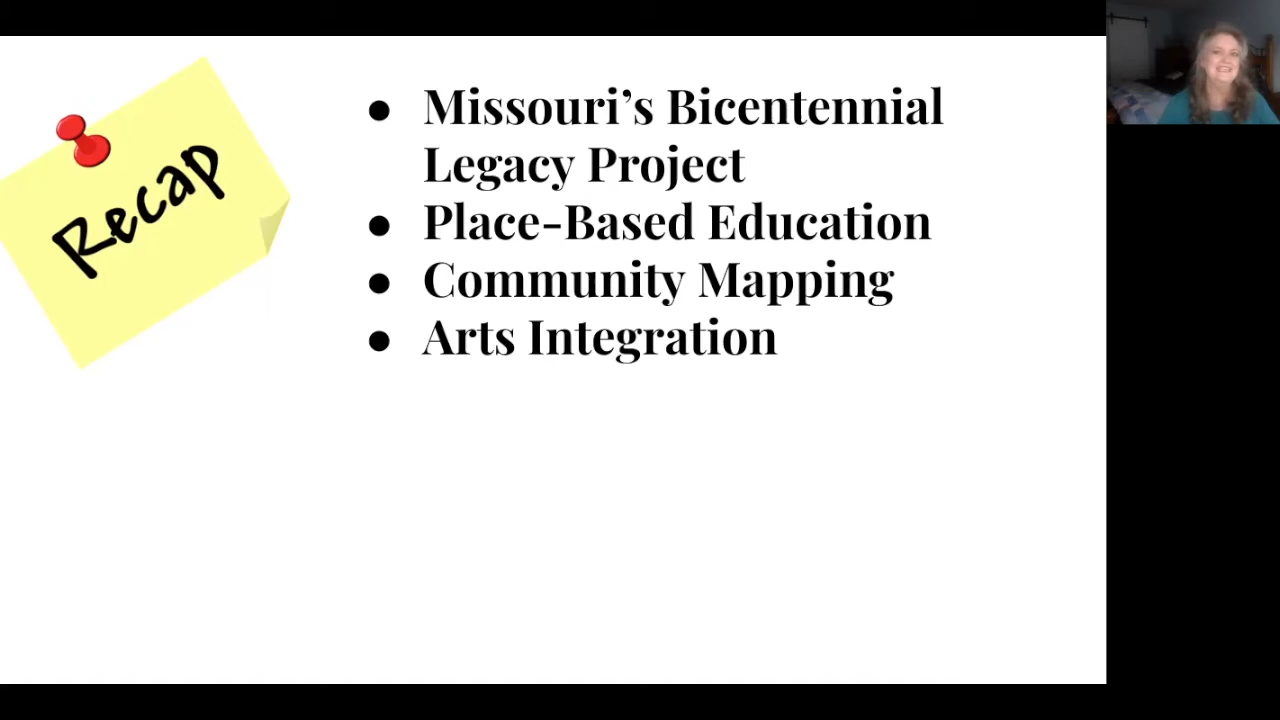 Recap
● Missouri’s Bicentennial
Legacy Project
● Place-Based Education
● Community Mapping
● Arts Integration